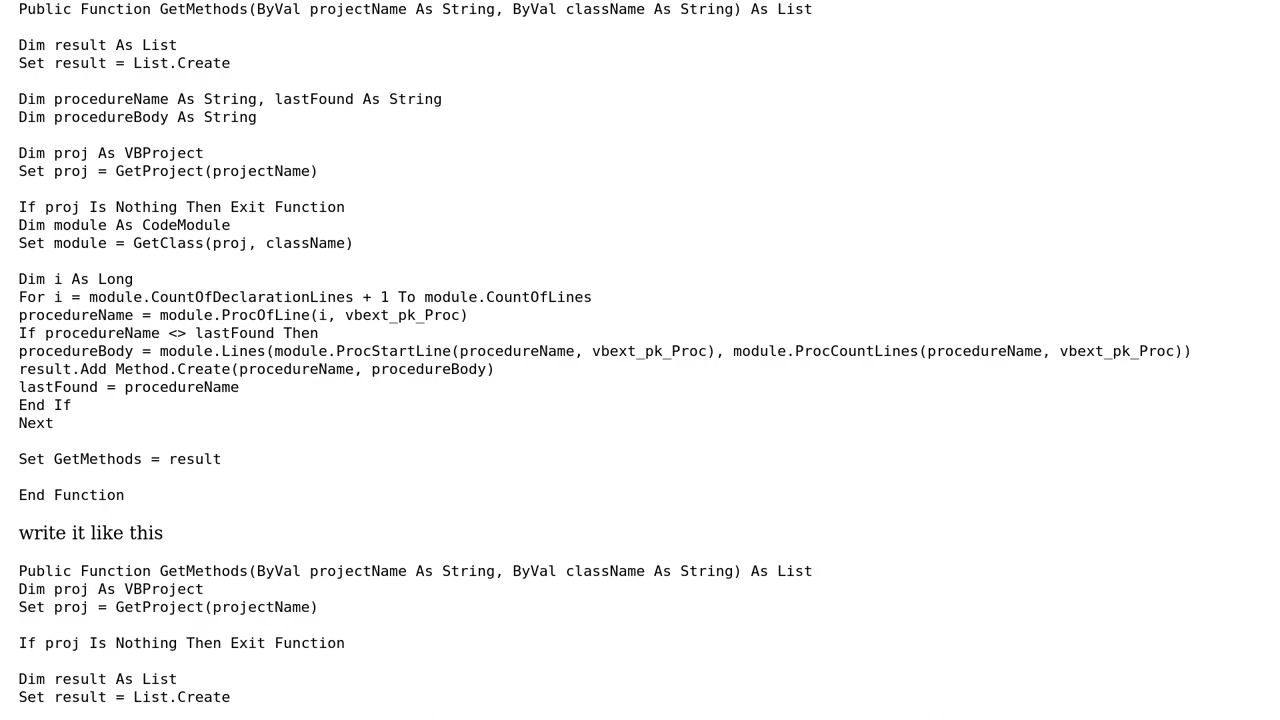 Public Function GetMethods(ByVal projectName As String, ByVal className As String) As List
Dim result As List
Set result = List.Create
Dim procedureName As String, lastFound As String
Dim procedureBody As String
Dim proj As VBProject
Set proj = GetProject(projectName)
If proj Is Nothing Then Exit Function
Dim module As CodeModule
Set module = GetClass(proj, className)
Dim i As Long
For i = module.CountOfDeclarationLines + 1 To module.CountOfLines
procedureName = module.ProcOfLine(i, vbext_pk_Proc)
If procedureName <> lastFound Then
procedureBody = module.Lines(module.ProcStartLine(procedureName, vbext_pk_Proc), module.ProcCountLines(procedureName, vbext_pk_Proc))
result.Add Method.Create(procedureName, procedureBody)
lastFound = procedureName
End If
Next
Set GetMethods = result
End Function
write it like this
Public Function GetMethods(ByVal projectName As String, ByVal className As String) As List
Dim proj As VBProject
Set proj = GetProject(projectName)
If proj Is Nothing Then Exit Function
Dim result As List
Set result = List.Create